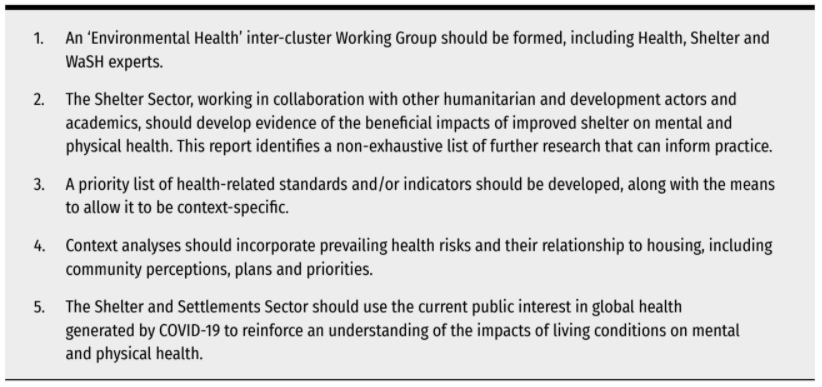 1. An ‘Environmental Health’ inter-cluster Working Group should be formed, including Health, Shelter and
WaSH experts.
2. The Shelter Sector, working in collaboration with other humanitarian and development actors and
academics, should develop evidence of the beneficial impacts of improved shelter on mental and
physical health. This report identifies a non-exhaustive list of further research that can inform practice.
3. A priority list of health-related standards and/or indicators should be developed, along with the means
to allow it to be context-specific.
4. Context analyses should incorporate prevailing health risks and their relationship to housing, including
community perceptions, plans and priorities.
5. The Shelter and Settlements Sector should use the current public interest in global health
generated by COVID-19 to reinforce an understanding of the impacts of living conditions on mental
and physical health.